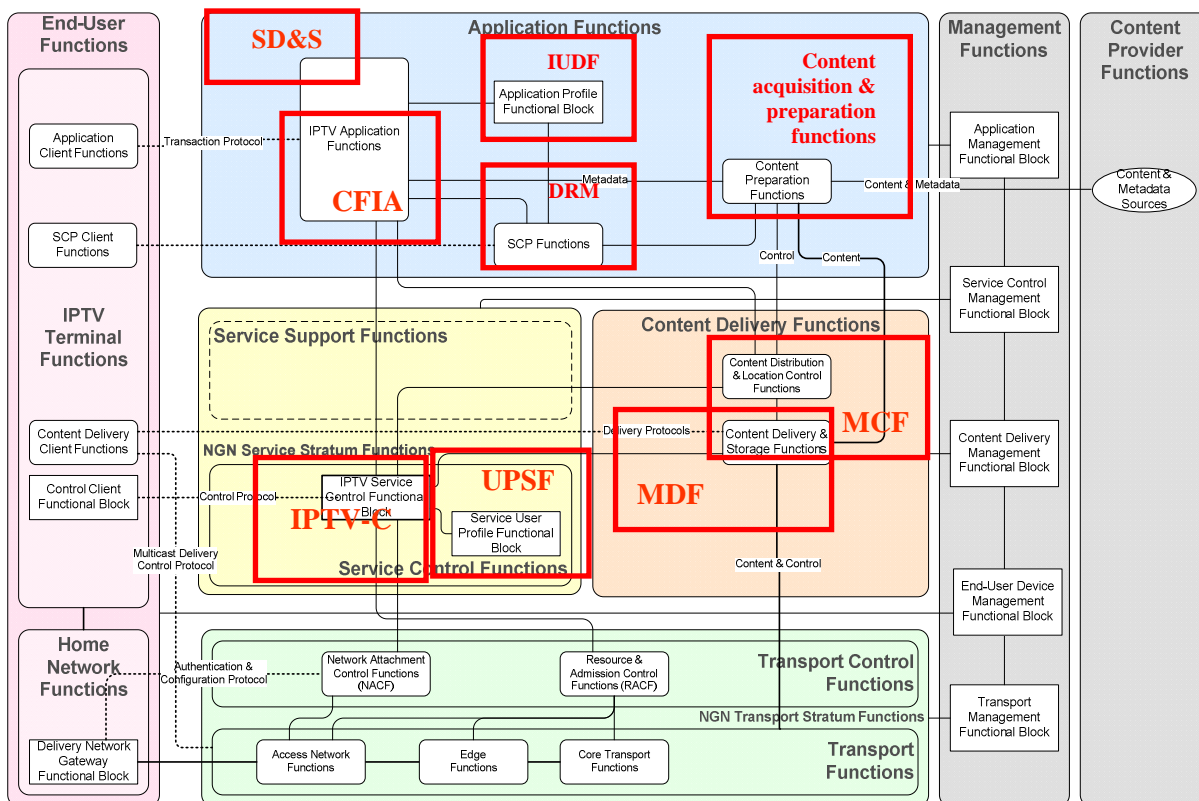 End-User
Functions
Application
Client Functions
SCP Client
Functions
IPTV
Terminal
Functions
Content Delivery
Client Functions
Control Client
Functional Block
Home
Network
Functions
Delivery Network
Gateway
Functional Block
Transaction Protocol
Control Protocol
Multicast Delivery
Control Protocol
Authentication &
Configuration Protocol
Application Functions
SD&S
IPTV Application
Functions
CFIA
IUDF
Application Profile
Functional Block
Metadata
DRM
SCP Functions
Content
acquisition &
preparation
functions
Content
Preparation
Functions
Content & Metadata
Control
Content
Service Support Functions
NGN Service Stratum Functions
IPTV Service
Control Functional
Block
IPTV-C
UPSF
Service User
Profile Functional
Block
Service Control Functions
Content Delivery Functions
Content Distribution
& Location Control
Functions
MCF
Delivery Protocols
Content Delivery &
Storage Functions
MDF
Content & Control
Network Attachment
Control Functions
(NACF)
Resource &
Admission Control
Functions (RACF)
Transport Control
Functions
NGN Transport Stratum Functions
Access Network
Functions
Edge
Functions
Core Transport
Functions
Transport
Functions
Management
Functions
Application
Management
Functional Block
Service Control
Management
Functional Block
Content Delivery
Management
Functional Block
End-User Device
Management
Functional Block
Transport
Management
Functional Block
Content
Provider
Functions
Content &
Metadata
Sources